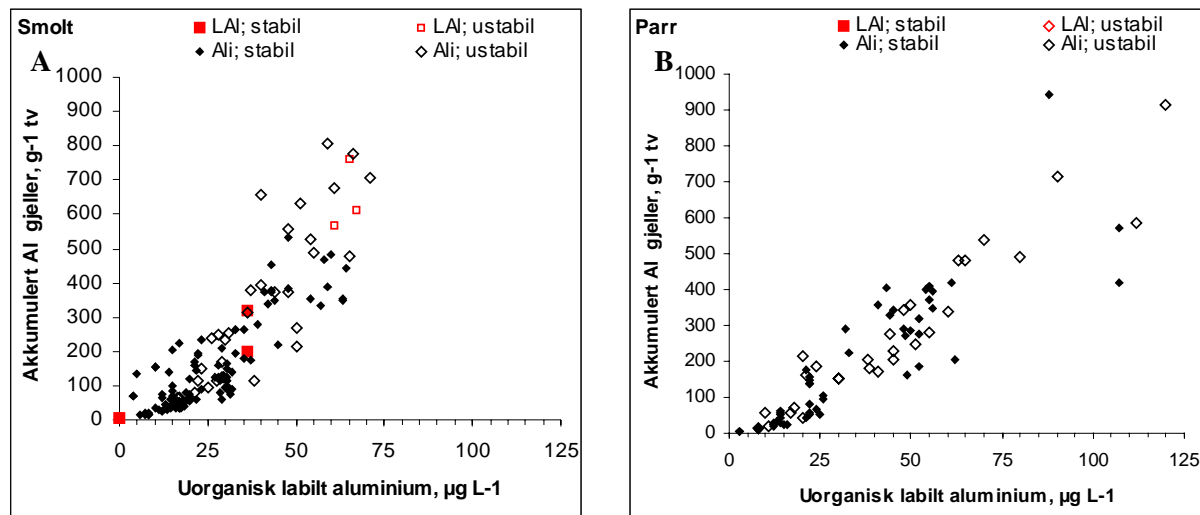 Smolt
LAl; stabil
LAl; ustabil
Ali; stabil
Ali; ustabil
A
1000
900
800
700
600
500
400
300
200
100
0
Akkumulert Al gjeller, g-1 tv
0 25 50 75 100 125
Uorganisk labilt aluminium, µg L-1
Parr
LAl; stabil
LAl; ustabil
Ali; stabil
Ali; ustabil
B
1000
900
800
700
600
500
400
300
200
100
0
Akkumulert Al gjeller, g-1 tv
0 25 50 75 100 125
Uorganisk labilt aluminium, µg L-1